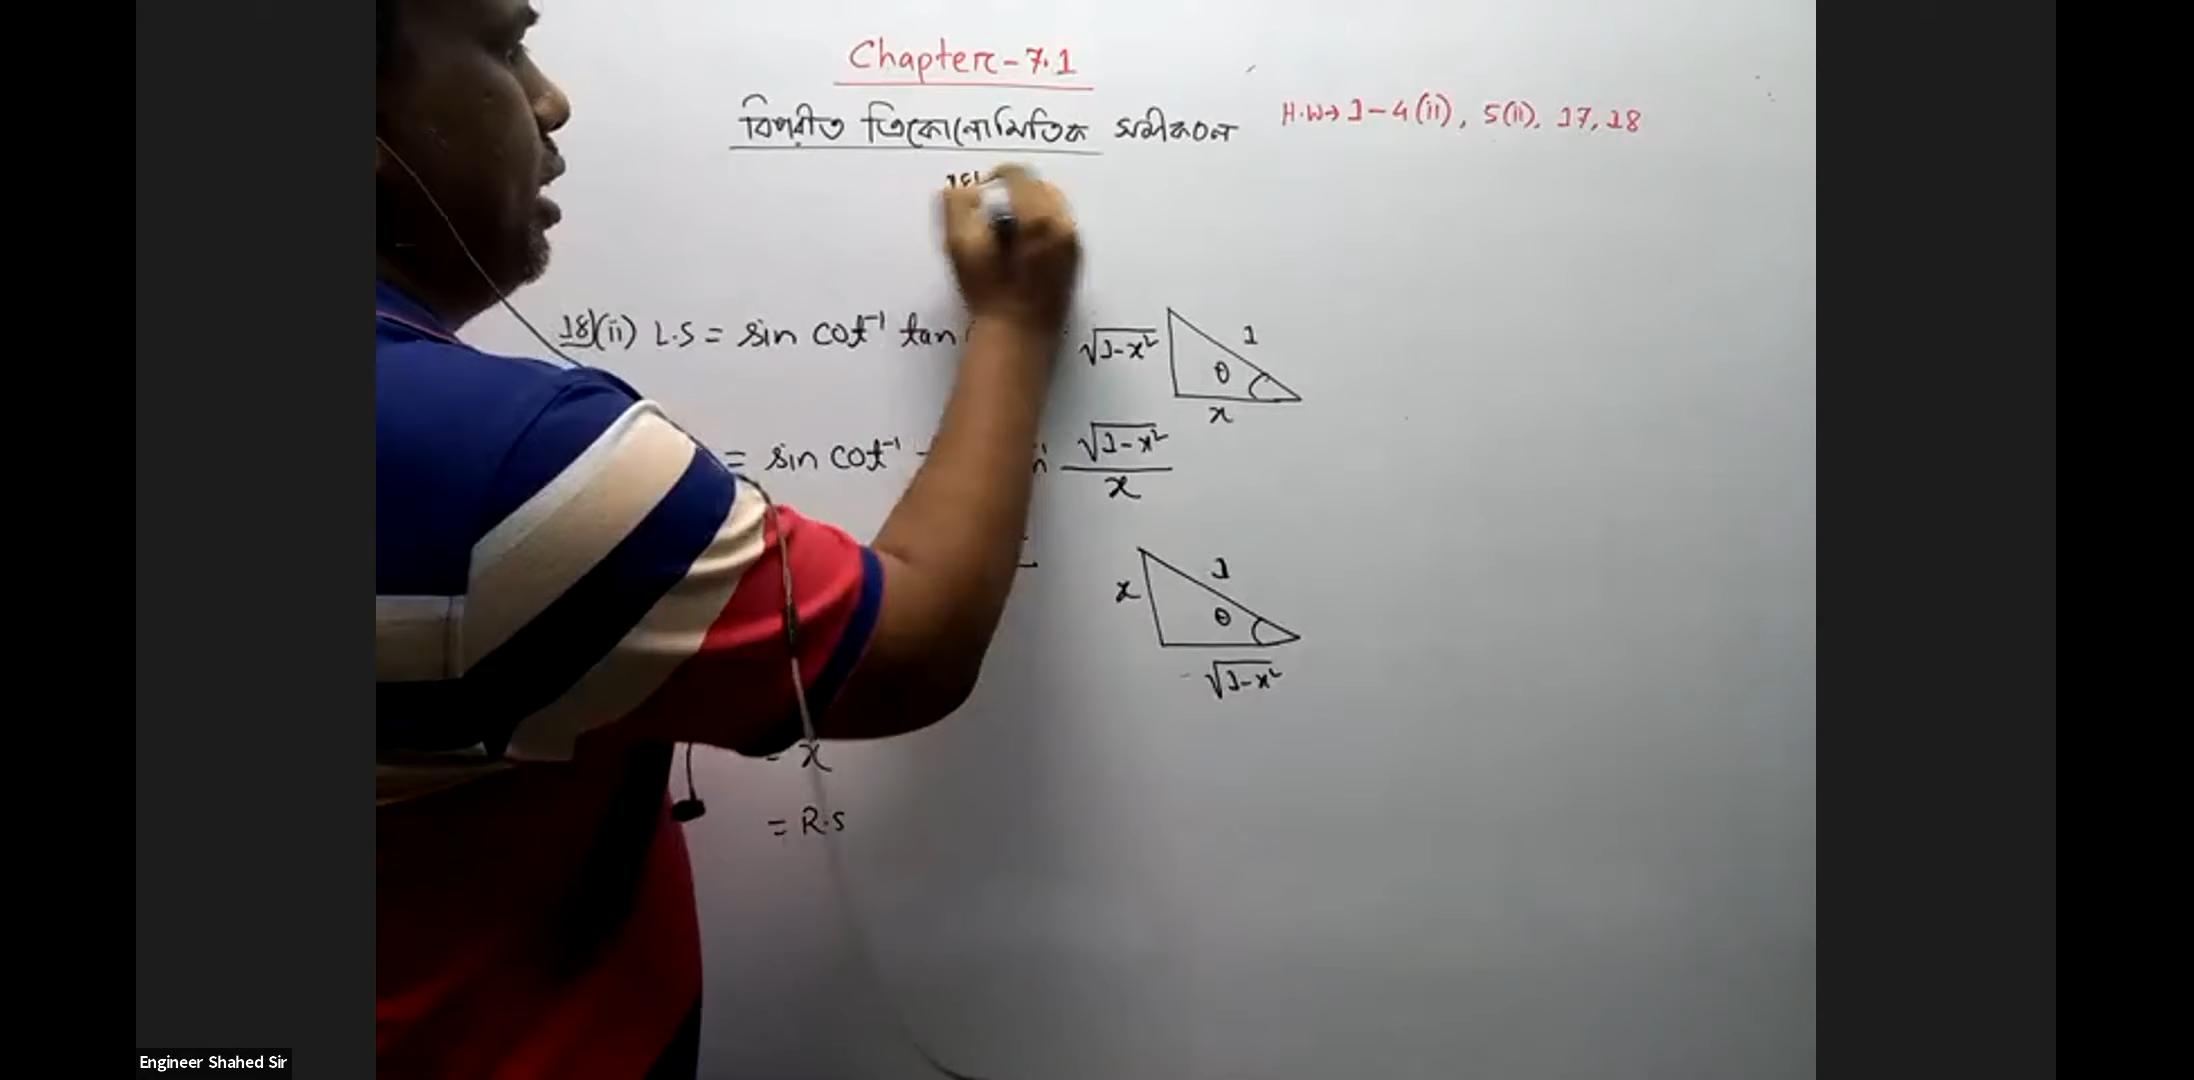 Chapter-7.1
বিপরীত ত্রিকোনোমিতিক সমীকরণ
H.W→ 1-4(ii), 5(ii), 17, 18
18(ii) L.S = sin cot⁻¹ tan
√1-x² 1 θ x
= sin cot⁻¹ √1-x² / x
x 1 θ √1-x²
= x
= R.S
Engineer Shahed Sir